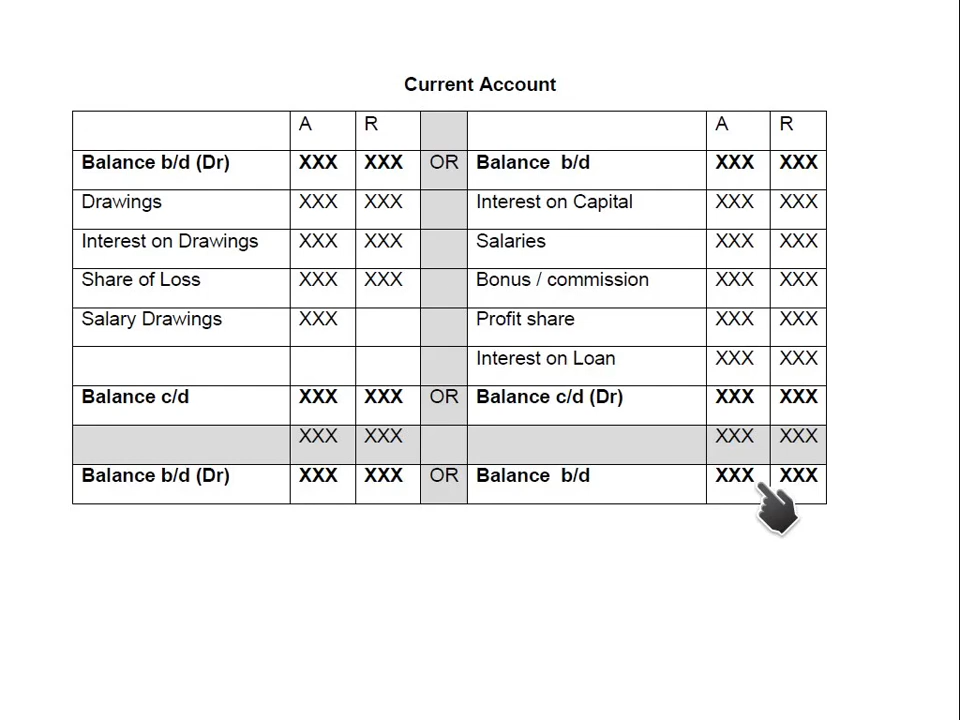 Current Account
A R A R
Balance b/d (Dr) XXX XXX OR Balance b/d XXX XXX
Drawings XXX XXX Interest on Capital XXX XXX
Interest on Drawings XXX XXX Salaries XXX XXX
Share of Loss XXX XXX Bonus / commission XXX XXX
Salary Drawings XXX Profit share XXX XXX
Interest on Loan XXX XXX
Balance c/d XXX XXX OR Balance c/d (Dr) XXX XXX
XXX XXX XXX XXX
Balance b/d (Dr) XXX XXX OR Balance b/d XXX XXX